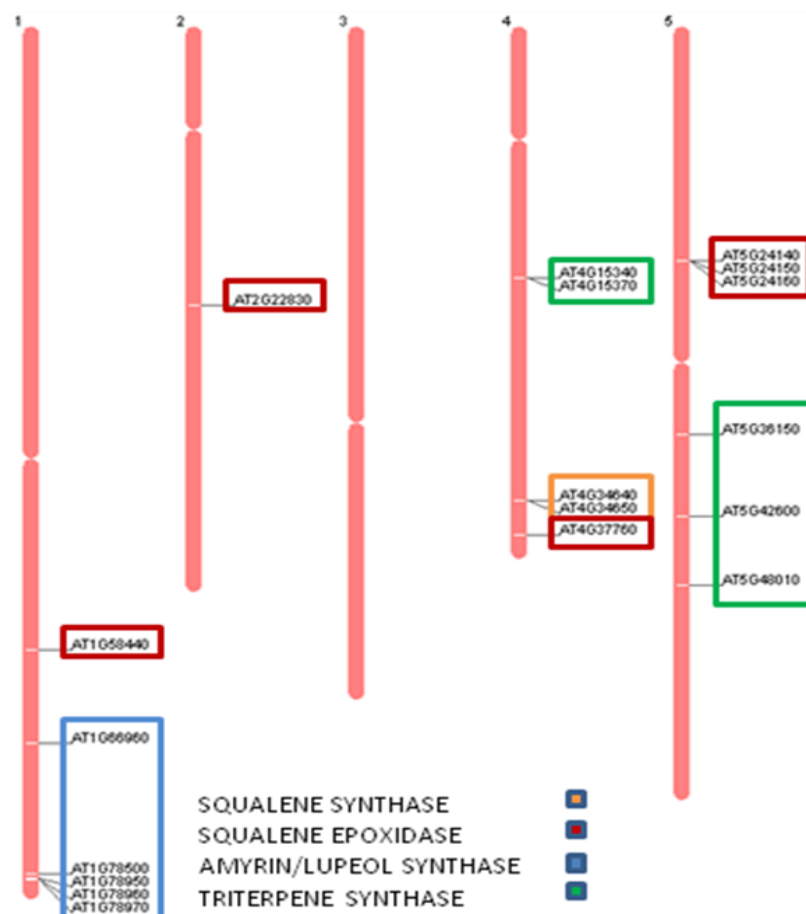 1
2
3
4
5
AT2G22830
AT4G15340
AT4G15370
AT5G24140
AT5G24150
AT5G24160
AT5G36150
AT4G34640
AT4G34650
AT5G42600
AT4G37760
AT5G48010
AT1G58440
AT1G66960
AT1G78500
AT1G78950
AT1G78960
AT1G78970
SQUALENE SYNTHASE
SQUALENE EPOXIDASE
AMYRIN/LUPEOL SYNTHASE
TRITERPENE SYNTHASE